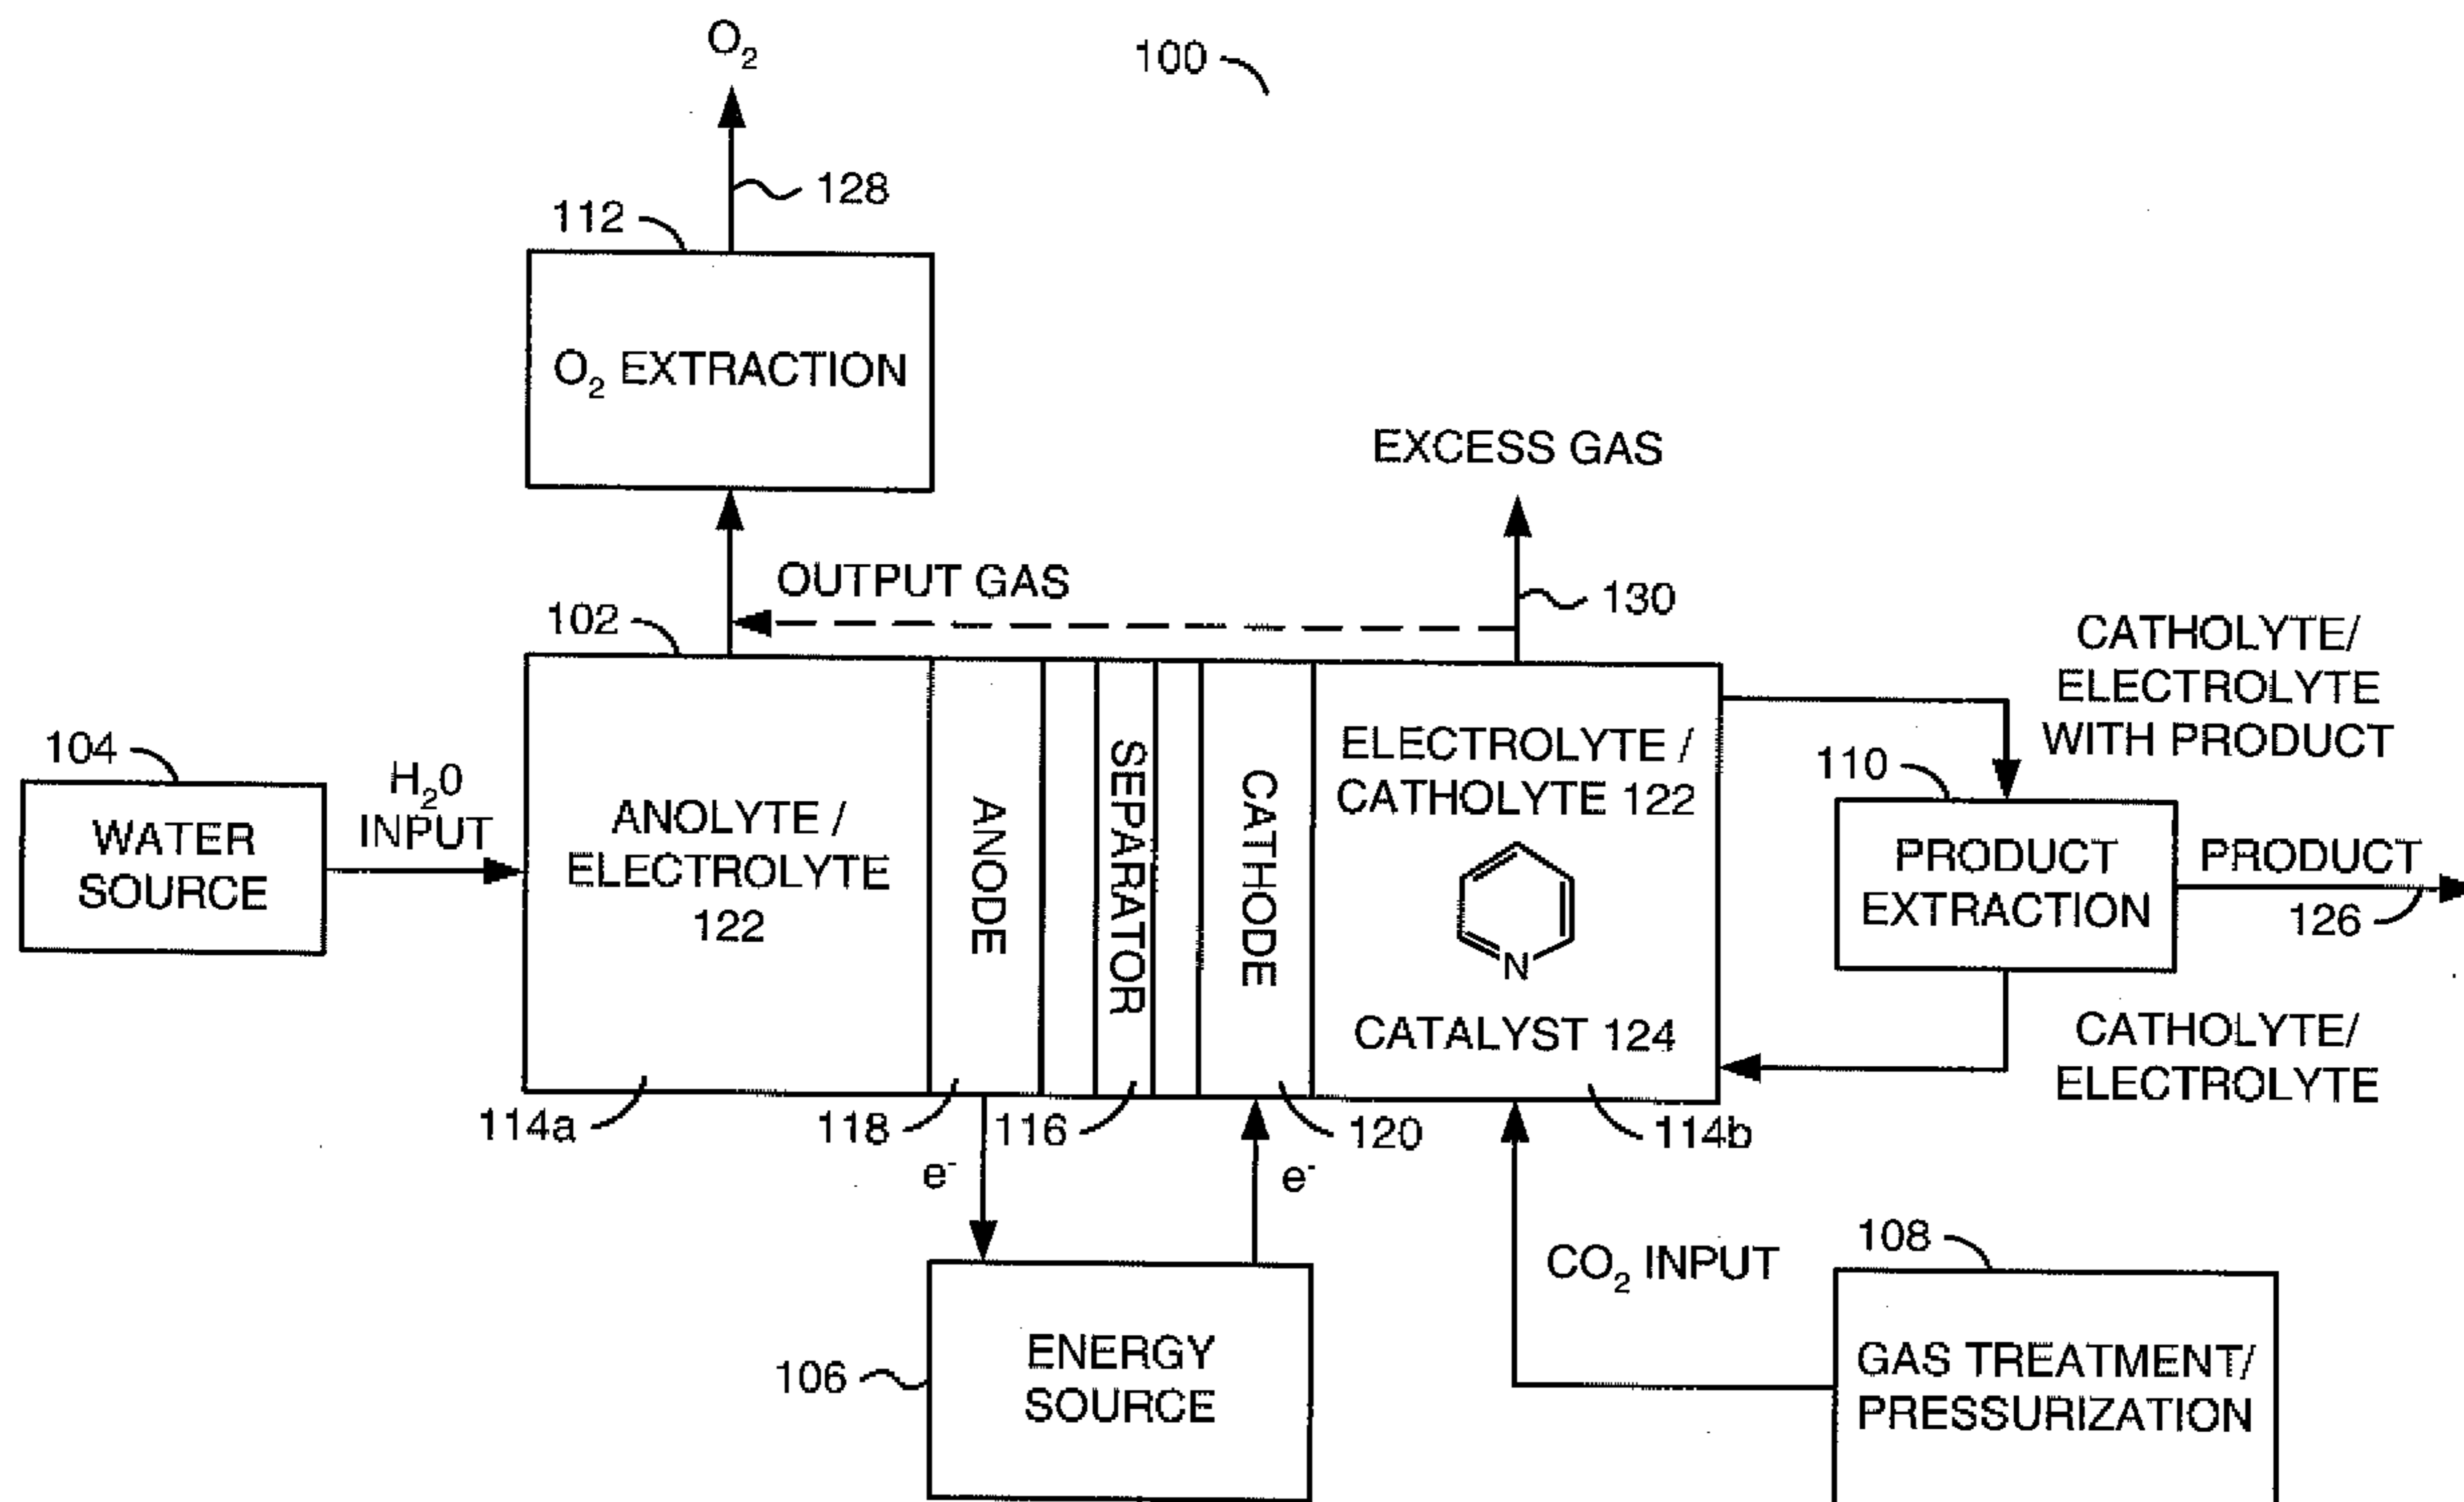 O₂
100
128
112
O₂ EXTRACTION
EXCESS GAS
OUTPUT GAS
130
102
CATHOLYTE/
ELECTROLYTE
WITH PRODUCT
104
H₂0
INPUT
WATER
SOURCE
ANOLYTE /
ELECTROLYTE
122
ANODE
SEPARATOR
CATHODE
ELECTROLYTE /
CATHOLYTE 122
N
CATALYST 124
110
PRODUCT
EXTRACTION
PRODUCT
126
CATHOLYTE/
ELECTROLYTE
114a
118
116
120
114b
e⁻
e⁻
CO₂ INPUT
108
106
ENERGY
SOURCE
GAS TREATMENT/
PRESSURIZATION